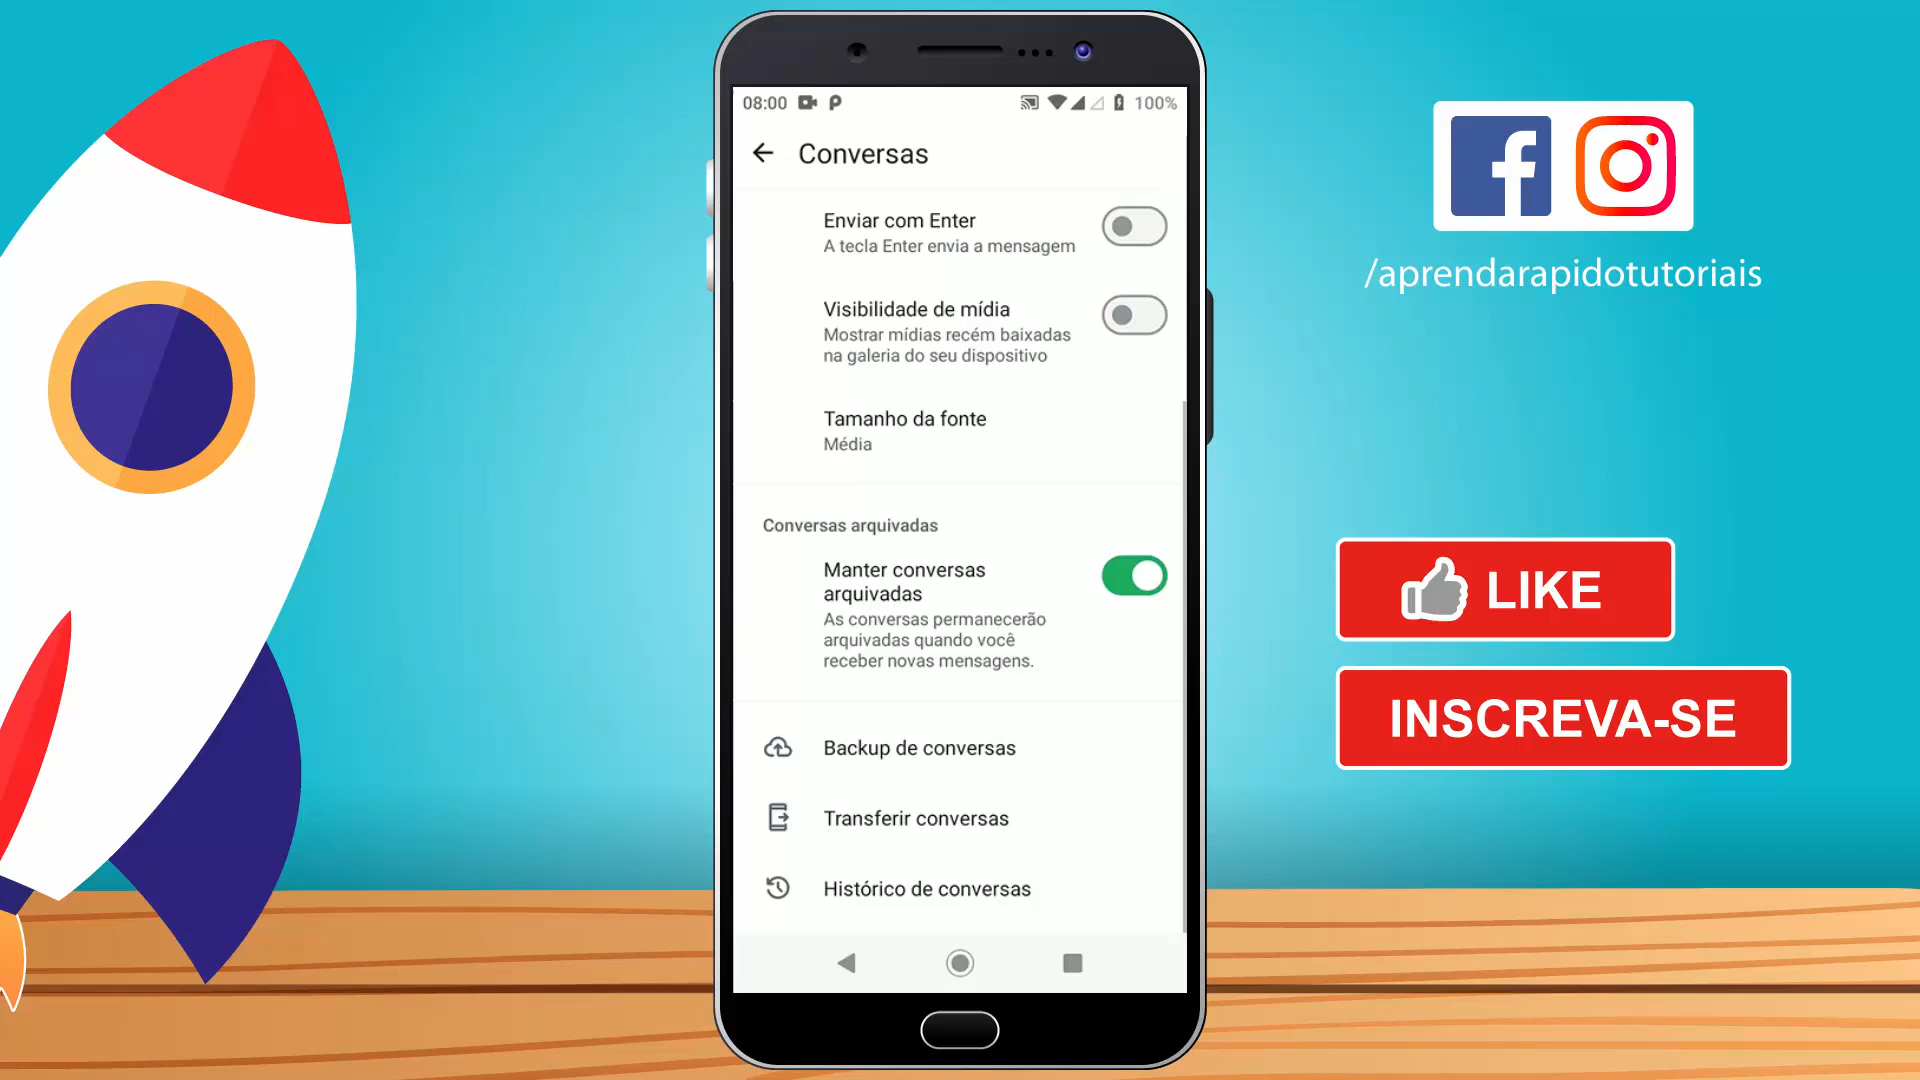 08:00
100%
Conversas
Enviar com Enter
A tecla Enter envia a mensagem
Visibilidade de mídia
Mostrar mídias recém baixadas
na galeria do seu dispositivo
Tamanho da fonte
Média
Conversas arquivadas
Manter conversas
arquivadas
As conversas permanecerão
arquivadas quando você
receber novas mensagens.
Backup de conversas
Transferir conversas
Histórico de conversas
/aprendarapidotutoriais
LIKE
INSCREVA-SE